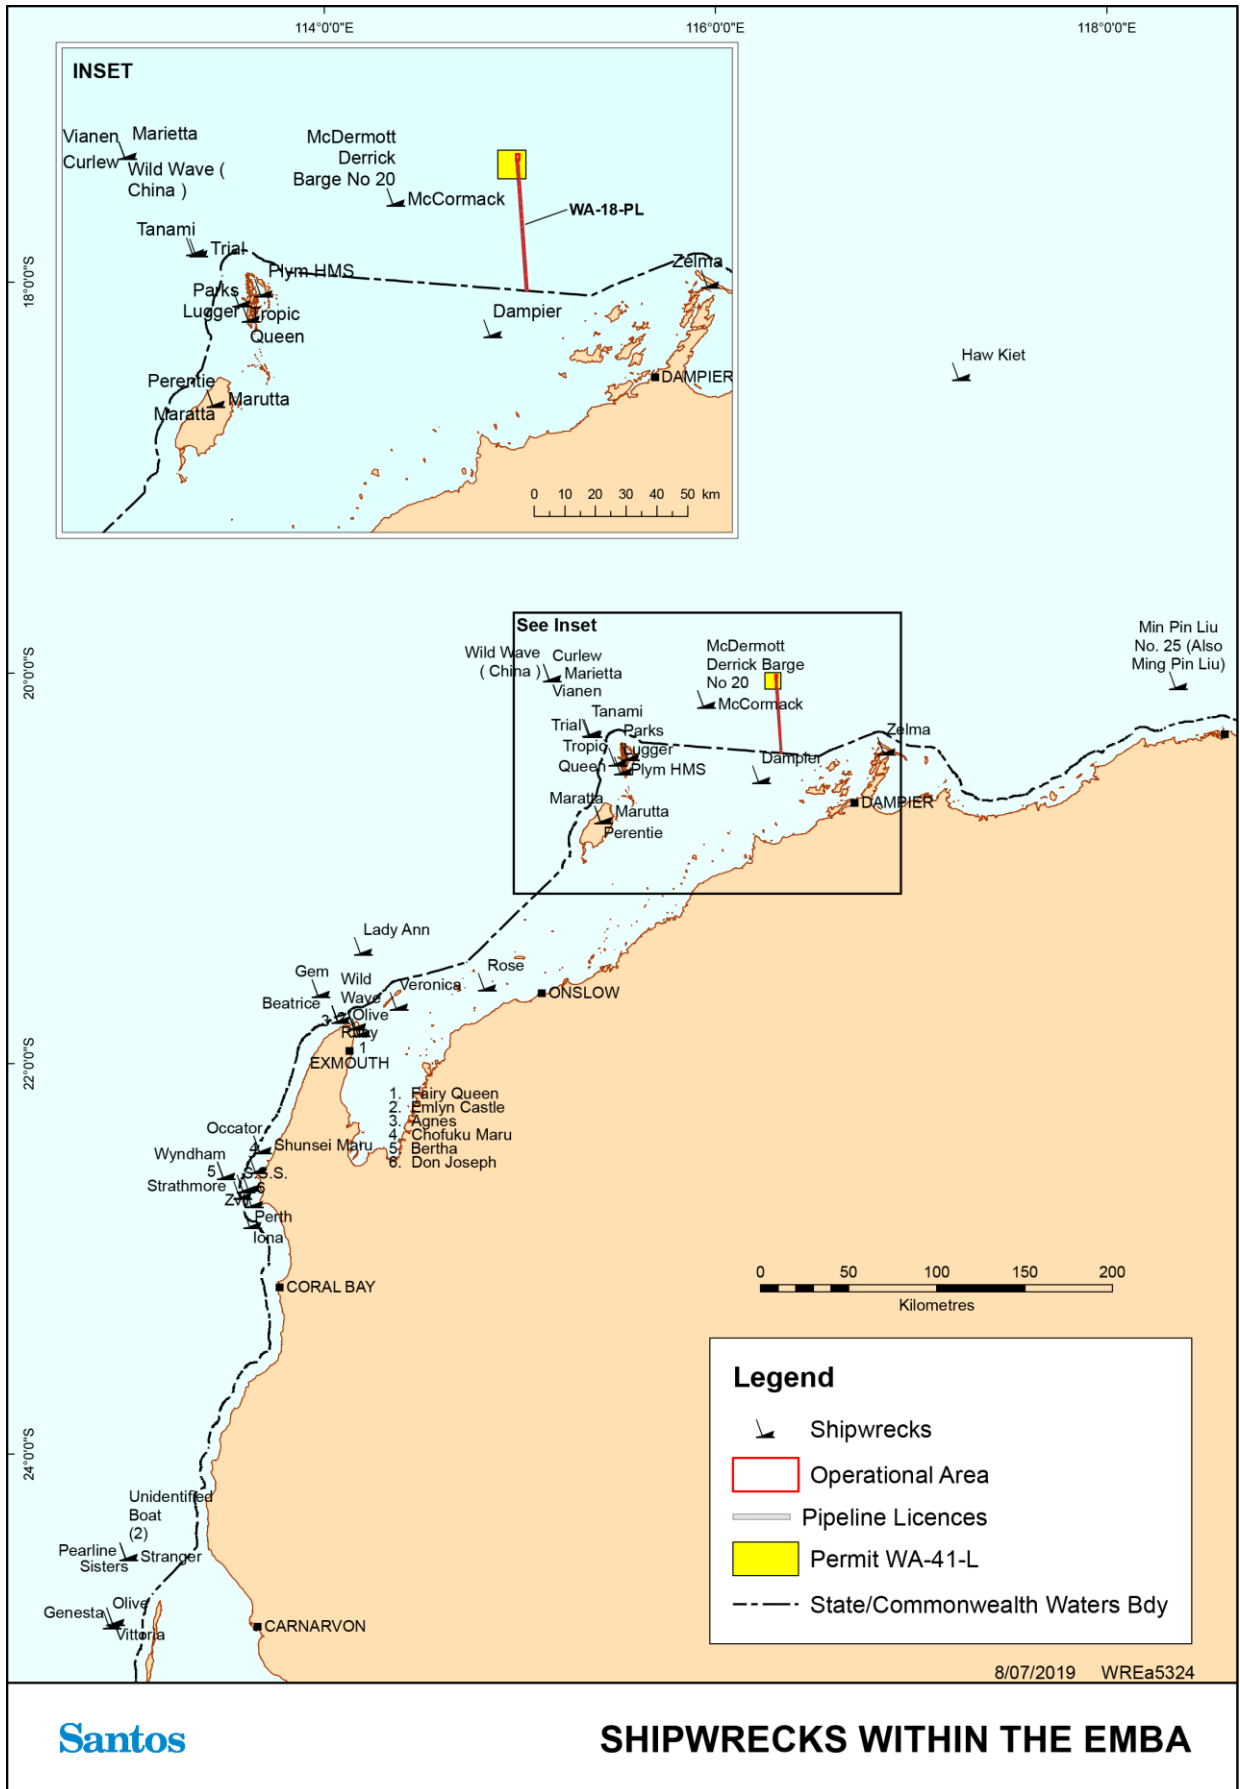 114°0'0"E
116°0'0"E
118°0'0"E
18°0'0"S
20°0'0"S
22°0'0"S
24°0'0"S
INSET
Vianen
Marietta
Curlew
Wild Wave (
China )
McDermott
Derrick
Barge No 20
McCormack
WA-18-PL
Tanami
Trial
Plym HMS
Parks
Lugger
Tropic
Queen
Zelma
Dampier
DAMPIER
Perentie
Marutta
Maratta
0 10 20 30 40 50 km
Haw Kiet
See Inset
Wild Wave
( China )
Curlew
Marietta
Vianen
McDermott
Derrick Barge
No 20
McCormack
Min Pin Liu
No. 25 (Also
Ming Pin Liu)
Tanami
Trial
Parks
Tropic
Lugger
Queen
Plym HMS
Zelma
Dampier
DAMPIER
Maratta
Marutta
Perentie
Lady Ann
Gem
Wild
Wave
Beatrice
Veronica
Rose
ONSLOW
3
Olive
1
EXMOUTH
1. Fairy Queen
2. Emlyn Castle
3. Agnes
4. Chofuku Maru
5. Bertha
6. Don Joseph
Occator
4
Shunsei Maru
Wyndham
5
S.S.S.
Strathmore
6
Zvir
Perth
Iona
CORAL BAY
0 50 100 150 200
Kilometres
Unidentified
Boat
(2)
Pearline
Sisters
Stranger
Genesta
Olive
Vittoria
CARNARVON
Legend
Shipwrecks
Operational Area
Pipeline Licences
Permit WA-41-L
State/Commonwealth Waters Bdy
8/07/2019 WREa5324
Santos
SHIPWRECKS WITHIN THE EMBA